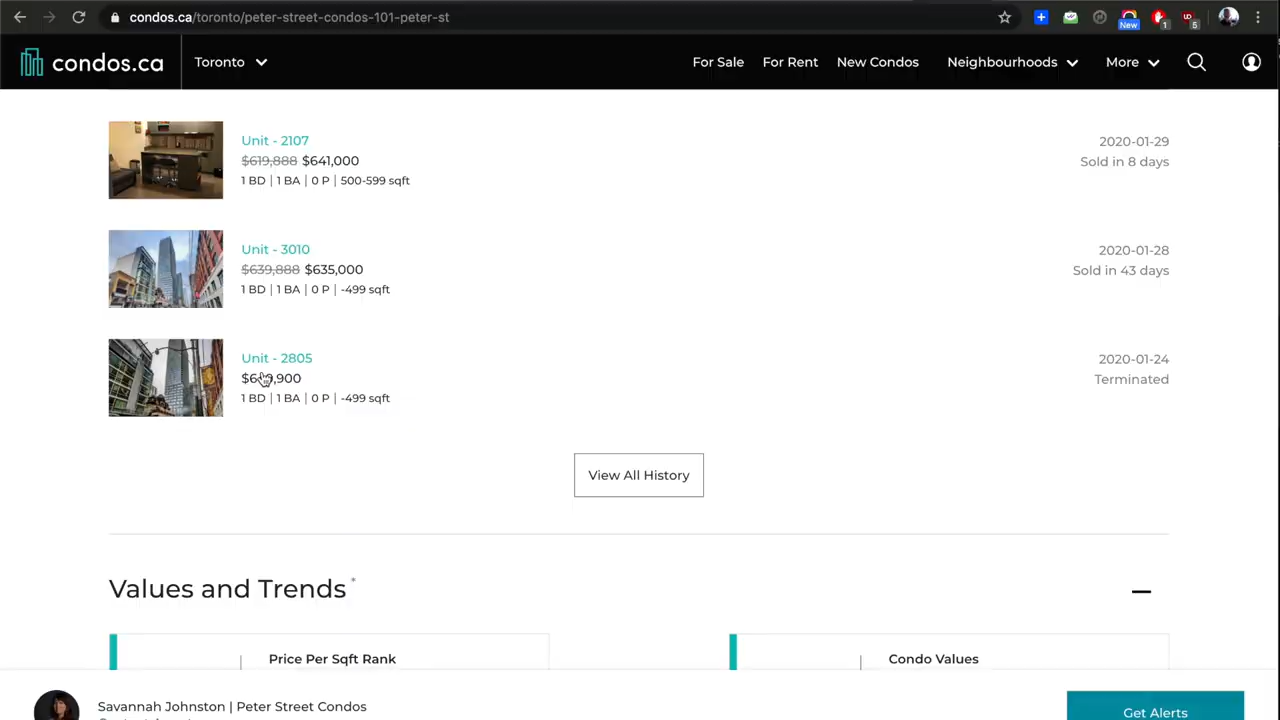 condos.ca/toronto/peter-street-condos-101-peter-st
New
1
5
condos.ca
Toronto
For Sale
For Rent
New Condos
Neighbourhoods
More
Unit - 2107
$619,888 $641,000
1 BD | 1 BA | 0 P | 500-599 sqft
2020-01-29
Sold in 8 days
Unit - 3010
$639,888 $635,000
1 BD | 1 BA | 0 P | -499 sqft
2020-01-28
Sold in 43 days
Unit - 2805
1 BD | 1 BA | 0 P | -499 sqft
2020-01-24
Terminated
View All History
Values and Trends *
Price Per Sqft Rank
Condo Values
Savannah Johnston | Peter Street Condos
Get Alerts